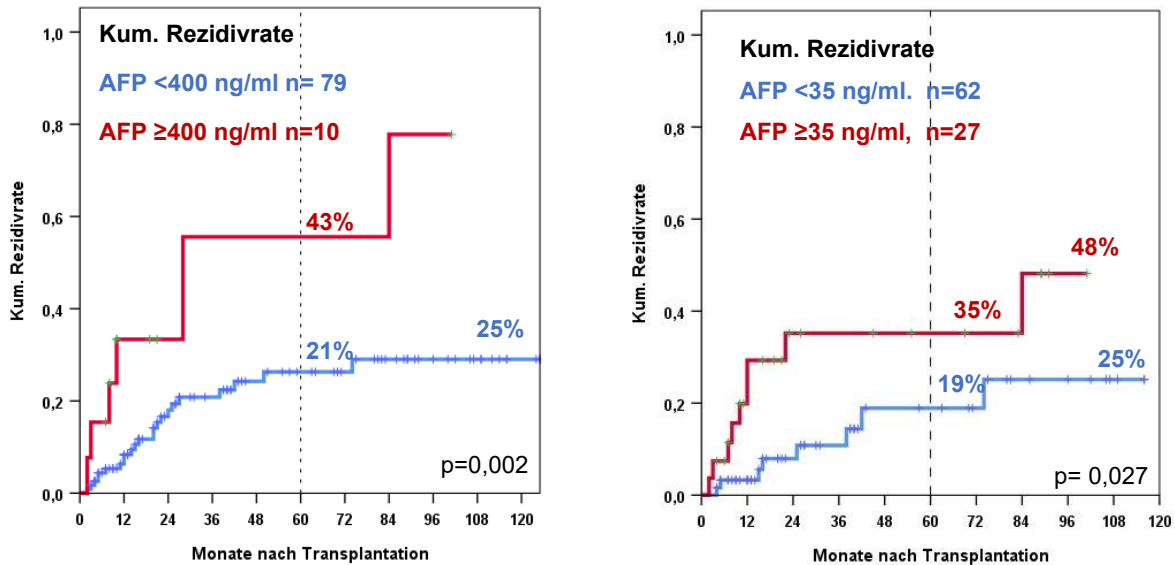 Kum. Rezidivrate
AFP <400 ng/ml n= 79
AFP ≥400 ng/ml n=10
43%
21%
25%
p=0,002
Kum. Rezidivrate
1,0
0,8
0,6
0,4
0,2
0,0
0 12 24 36 48 60 72 84 96 108 120
Monate nach Transplantation
Kum. Rezidivrate
AFP <35 ng/ml. n=62
AFP ≥35 ng/ml, n=27
48%
35%
25%
19%
p= 0,027
Kum. Rezidivrate
1,0
0,8
0,6
0,4
0,2
0,0
0 12 24 36 48 60 72 84 96 108 120
Monate nach Transplantation